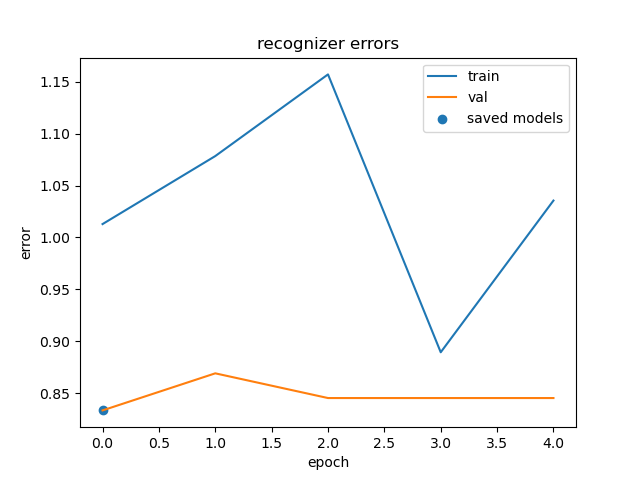 recognizer errors
train
val
saved models
error
1.15
1.10
1.05
1.00
0.95
0.90
0.85
0.0 0.5 1.0 1.5 2.0 2.5 3.0 3.5 4.0
epoch